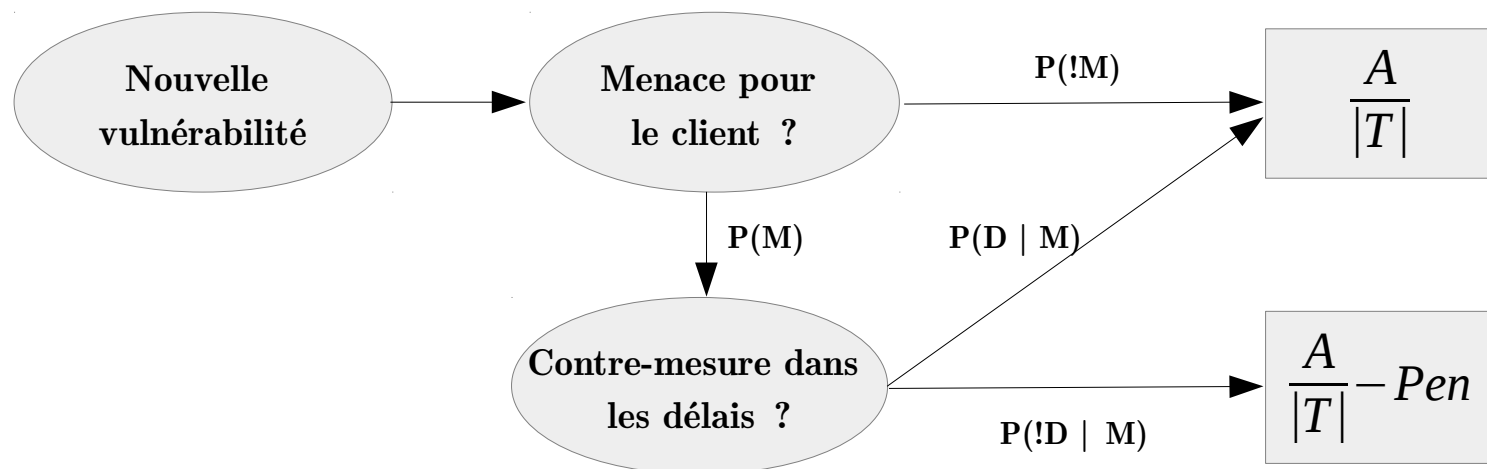 Nouvelle
vulnérabilité
Menace pour
le client ?
P(!M)
A
|T|
P(M)
P(D | M)
Contre-mesure dans
les délais ?
P(!D | M)
A
|T| − Pen